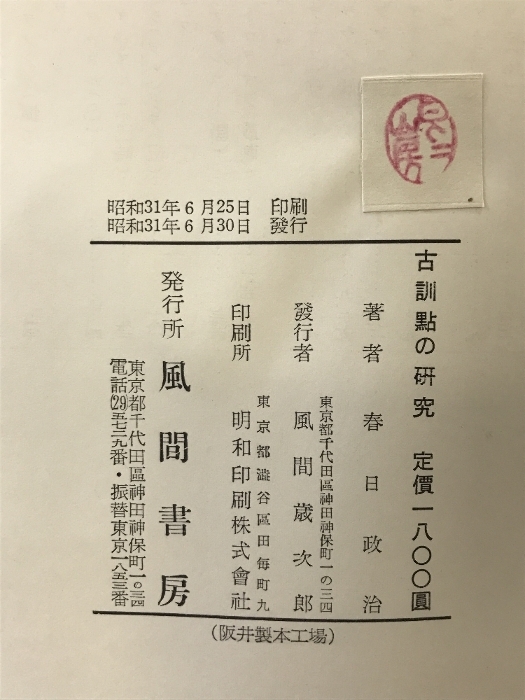 昭和31年6月25日 印刷
昭和31年6月30日 發行
古訓點の硏究 定價一八〇〇圓
著者 春日政治
東京都千代田區神田神保町一の三四
發行者 風間歳次郎
東京都澁谷區田毎町九
印刷所 明和印刷株式會社
発行所 風間書房
東京都千代田區神田神保町一の三四
電話(29)五七二九番・振替東京一八五三番
(阪井製本工場)